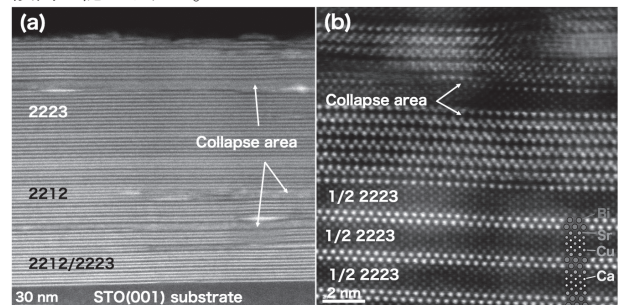 (a)
2223
Collapse area
2212
2212/2223
30 nm STO(001) substrate
(b)
Collapse area
1/2 2223
1/2 2223
1/2 2223
2 nm
Bi
Sr
Cu
Ca